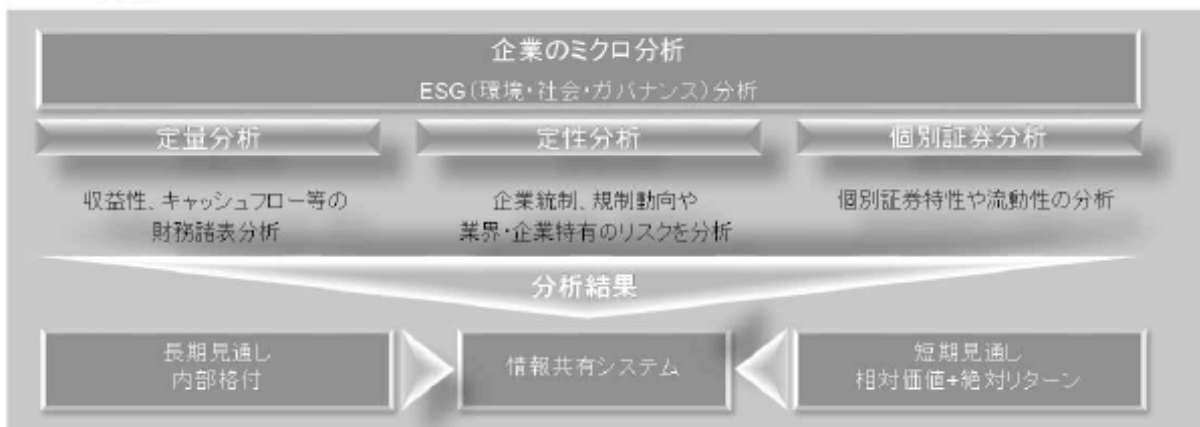 企業のミクロ分析
ESG(環境・社会・ガバナンス)分析
定量分析
定性分析
個別証券分析
収益性、キャッシュフロー等の
財務諸表分析
企業統制、規制動向や
業界・企業特有のリスクを分析
個別証券特性や流動性の分析
分析結果
長期見通し
内部格付
情報共有システム
短期見通し
相対価値+絶対リターン